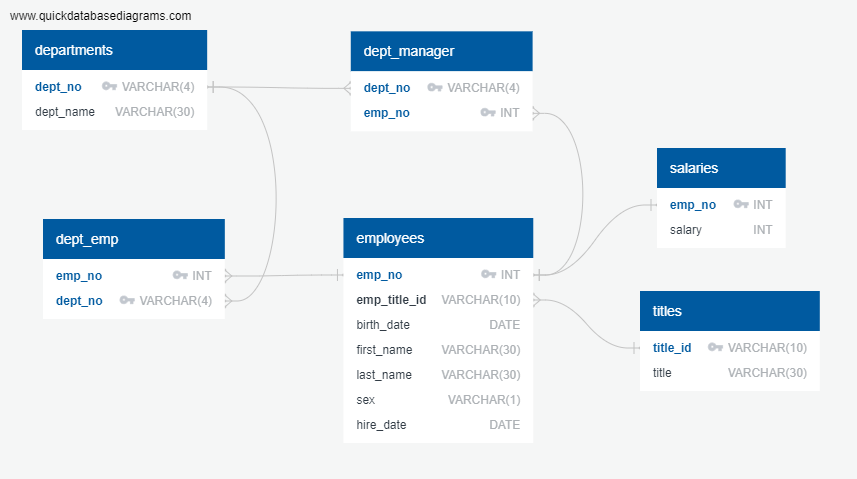 www.quickdatabasediagrams.com
departments
dept_no VARCHAR(4)
dept_name VARCHAR(30)
dept_manager
dept_no VARCHAR(4)
emp_no INT
salaries
emp_no INT
salary INT
dept_emp
emp_no INT
dept_no VARCHAR(4)
employees
emp_no INT
emp_title_id VARCHAR(10)
birth_date DATE
first_name VARCHAR(30)
last_name VARCHAR(30)
sex VARCHAR(1)
hire_date DATE
titles
title_id VARCHAR(10)
title VARCHAR(30)